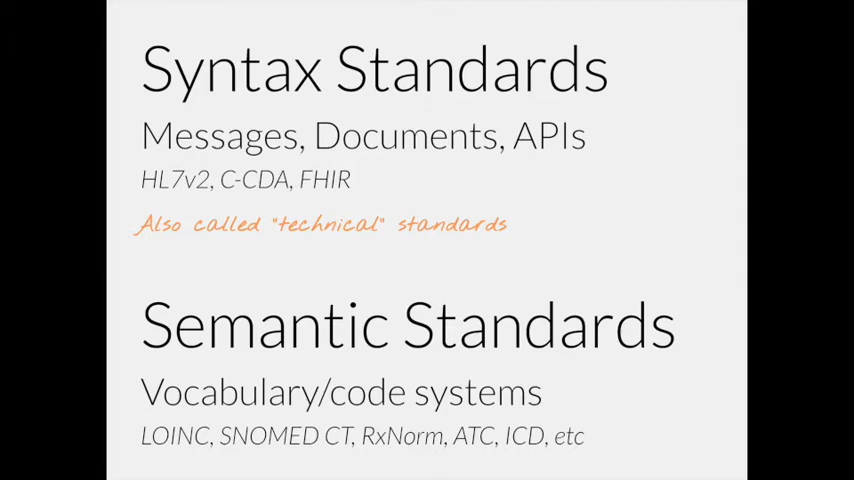 Syntax Standards
Messages, Documents, APIs
HL7v2, C-CDA, FHIR
Also called "technical" standards
Semantic Standards
Vocabulary/code systems
LOINC, SNOMED CT, RxNorm, ATC, ICD, etc